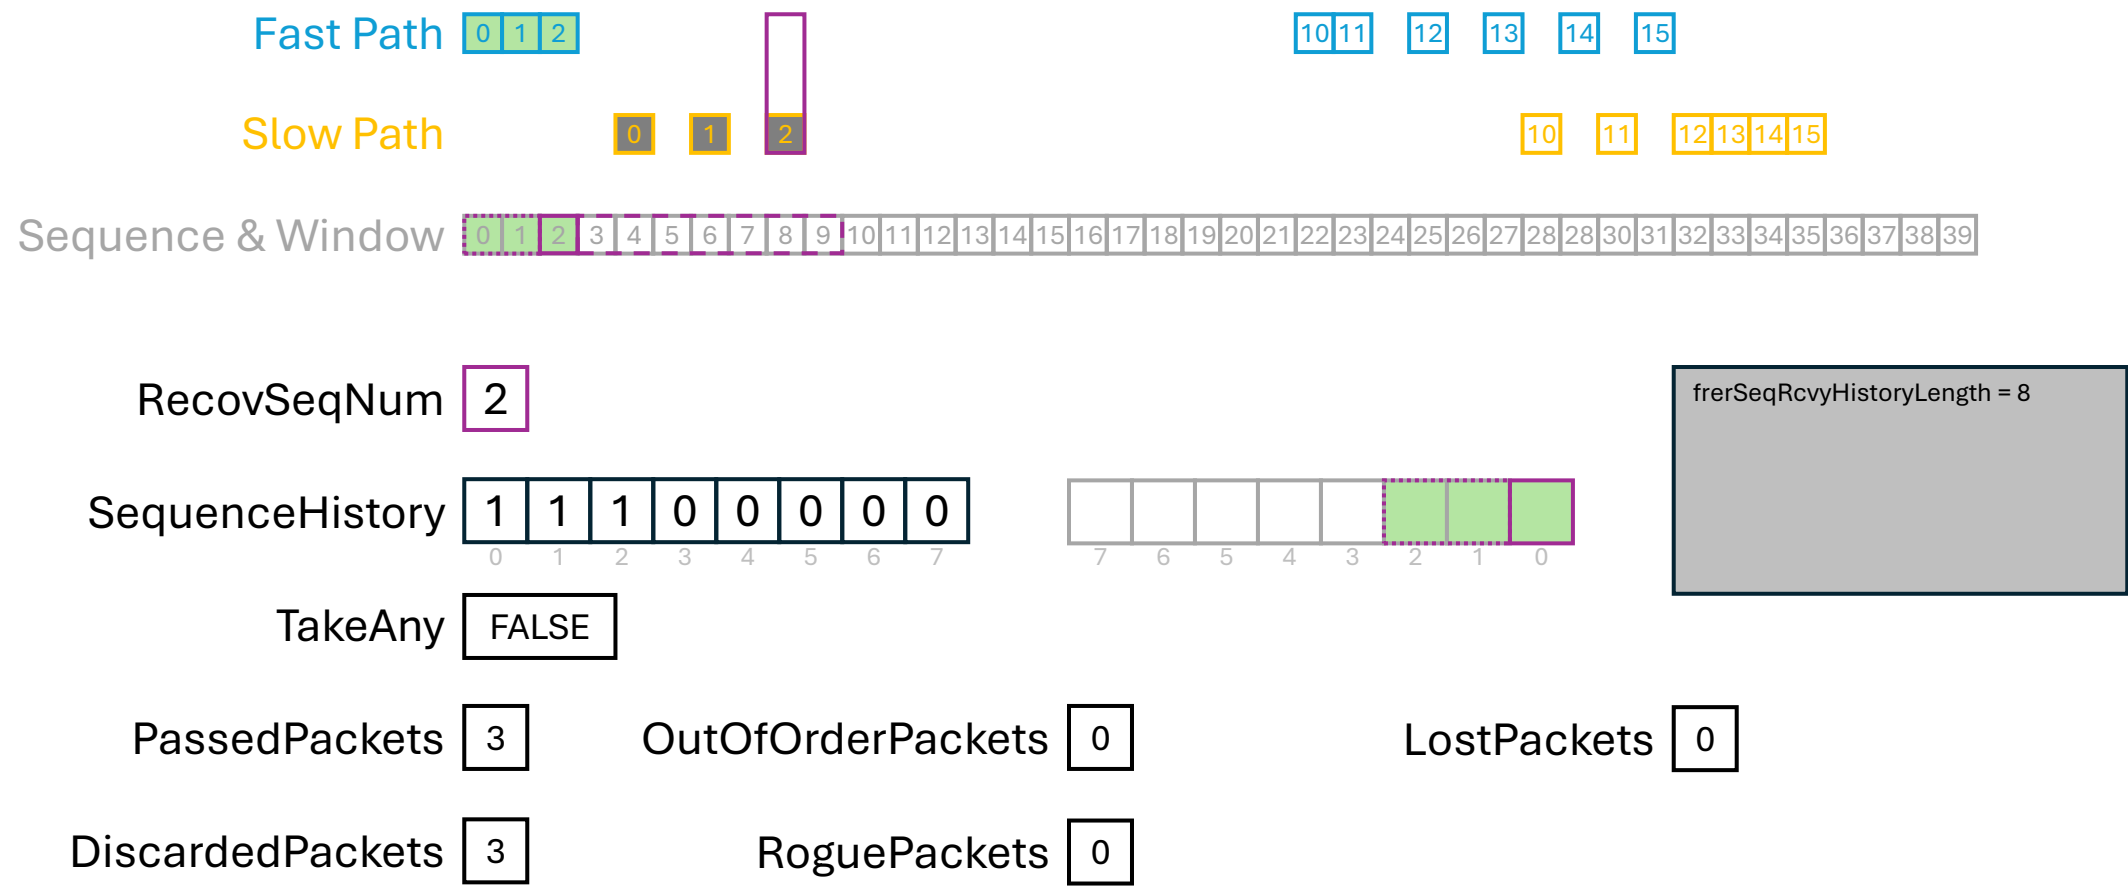 Fast Path 0 1 2 10 11 12 13 14 15
Slow Path 0 1 2 10 11 12 13 14 15
Sequence & Window 0 1 2 3 4 5 6 7 8 9 10 11 12 13 14 15 16 17 18 19 20 21 22 23 24 25 26 27 28 28 30 31 32 33 34 35 36 37 38 39
RecovSeqNum 2
frerSeqRcvyHistoryLength = 8
SequenceHistory 1 1 1 0 0 0 0 0
0 1 2 3 4 5 6 7 7 6 5 4 3 2 1 0
TakeAny FALSE
PassedPackets 3 OutOfOrderPackets 0 LostPackets 0
DiscardedPackets 3 RoguePackets 0